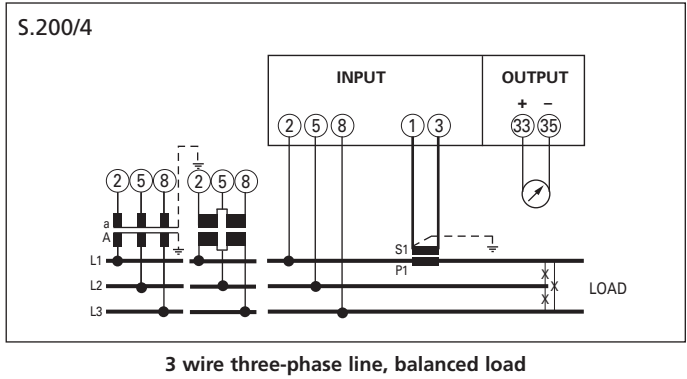 S.200/4
INPUT OUTPUT
+ −
2 5 8 1 3 33 35
2 5 8 2 5 8
a
A
S1
L1 P1
L2 LOAD
L3
3 wire three-phase line, balanced load